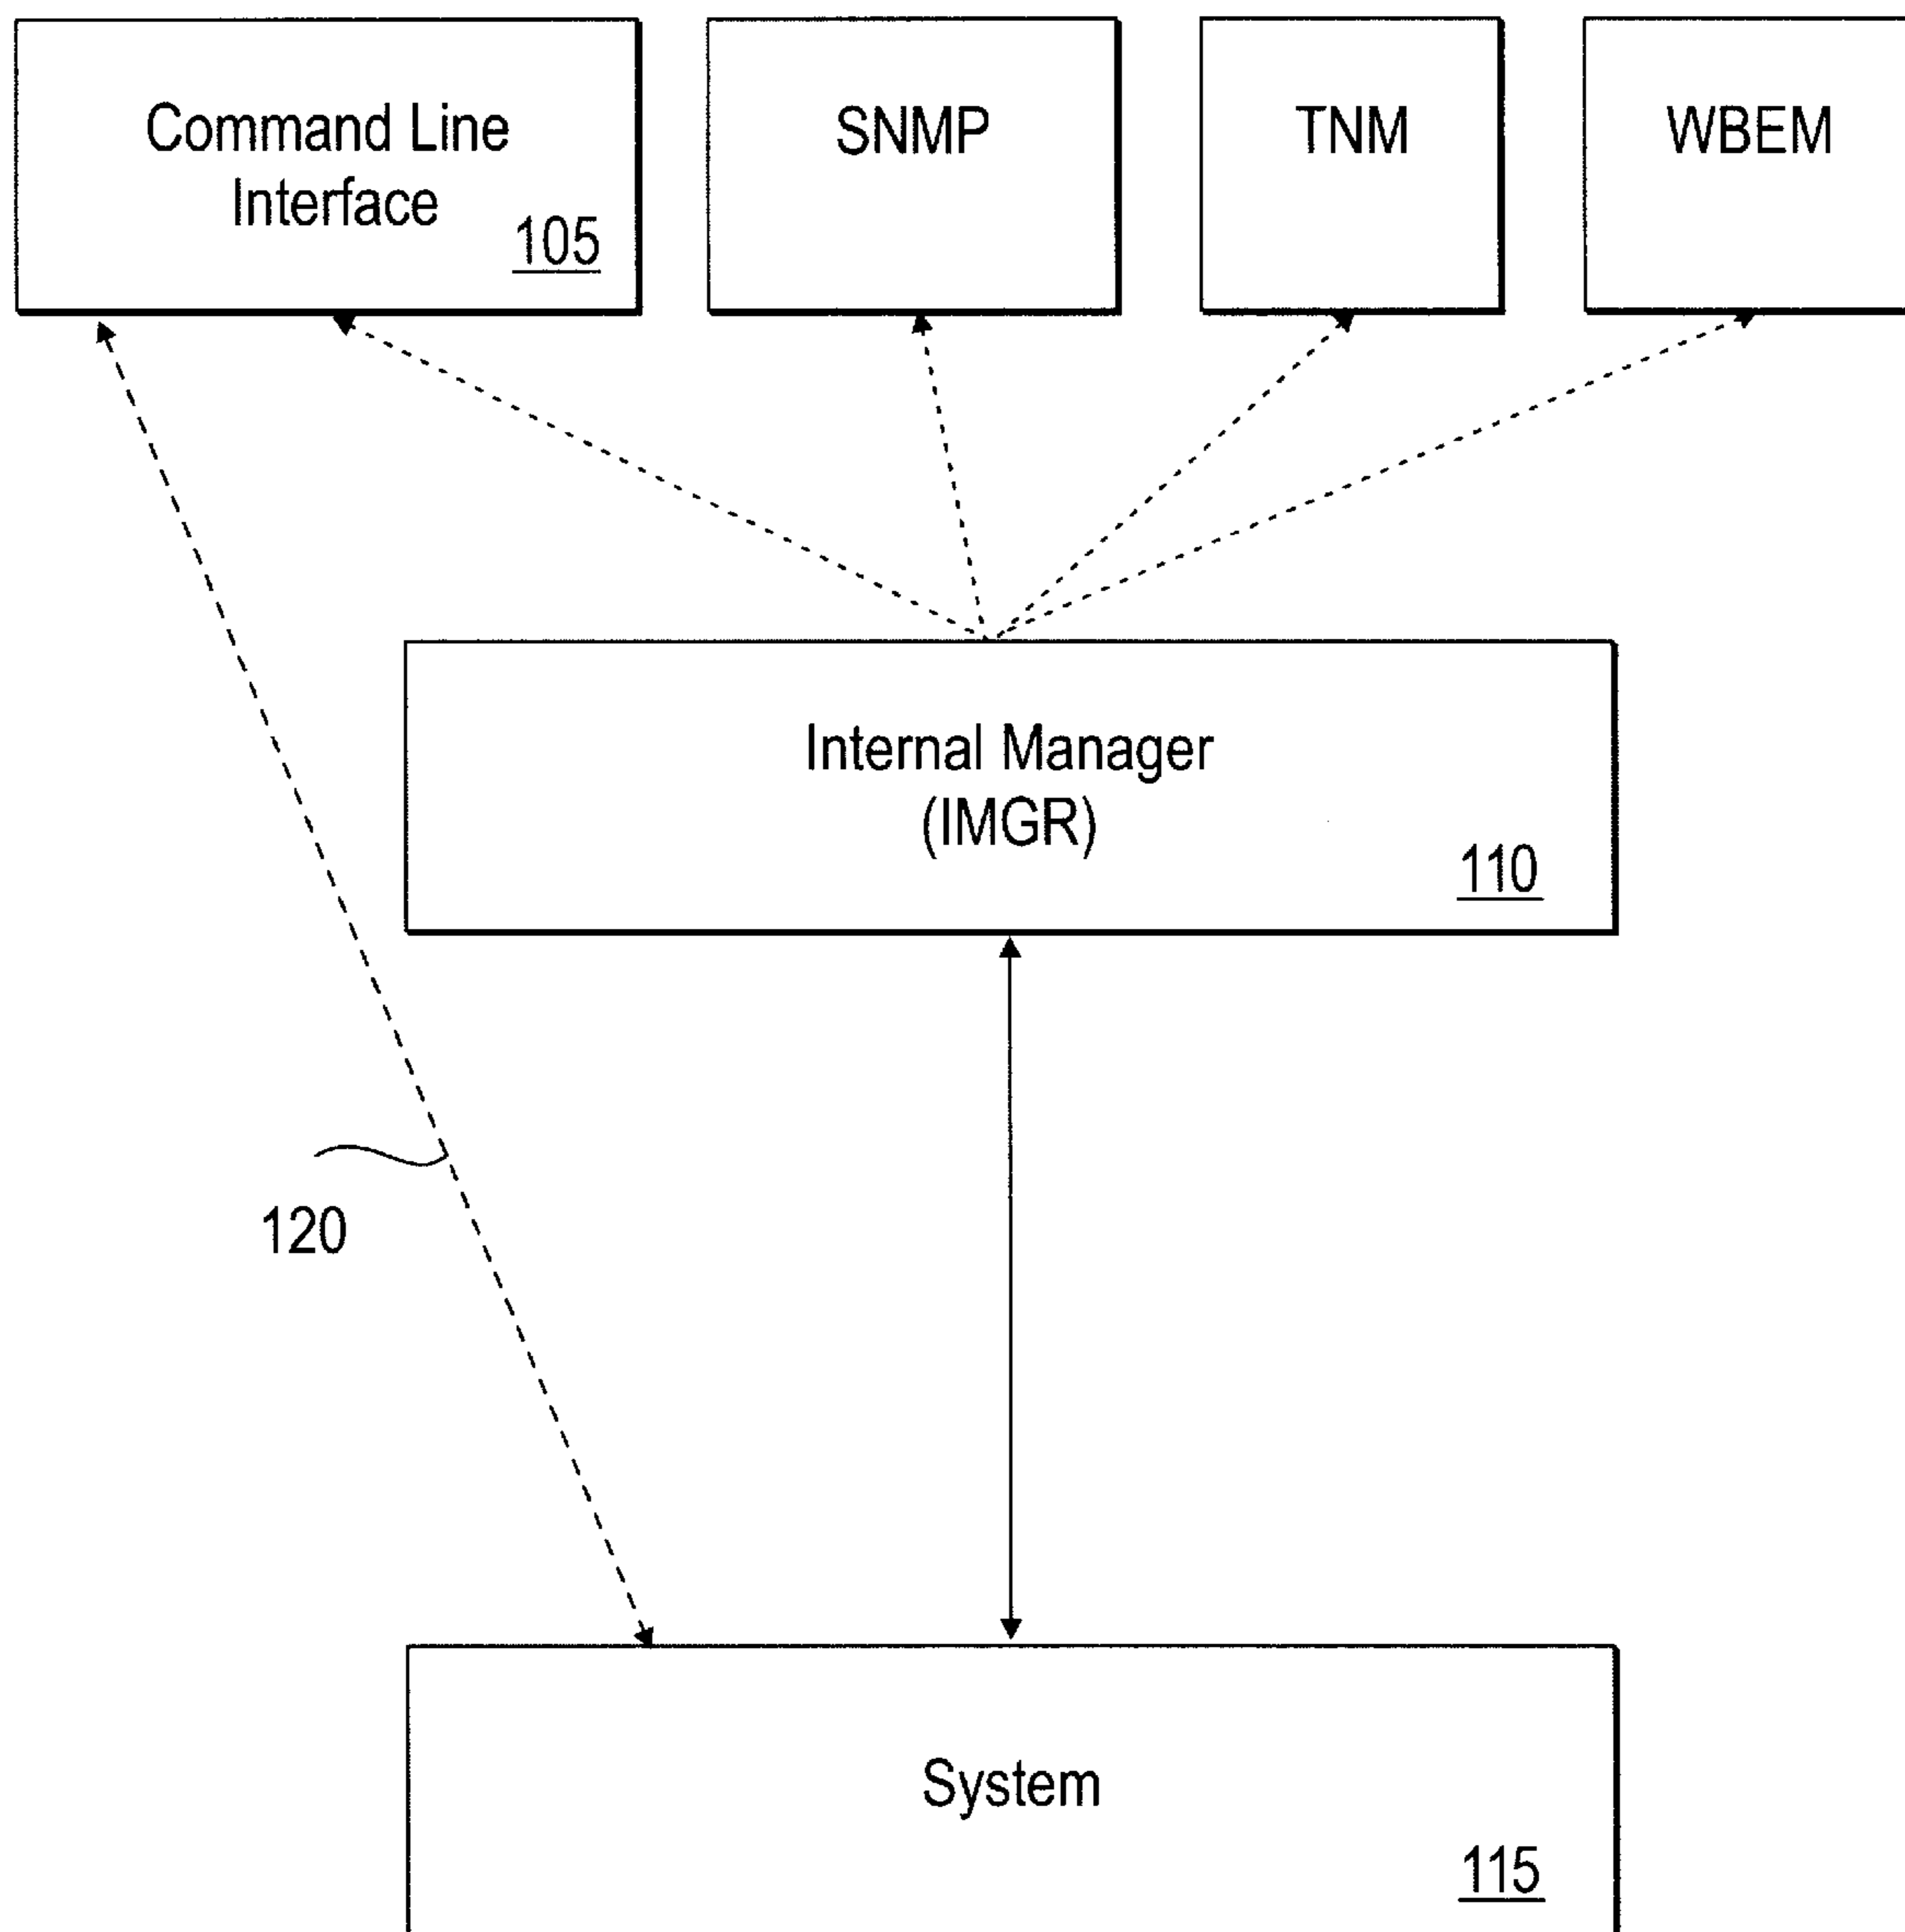 Command Line
Interface
105
SNMP
TNM
WBEM
Internal Manager
(IMGR)
110
120
System
115